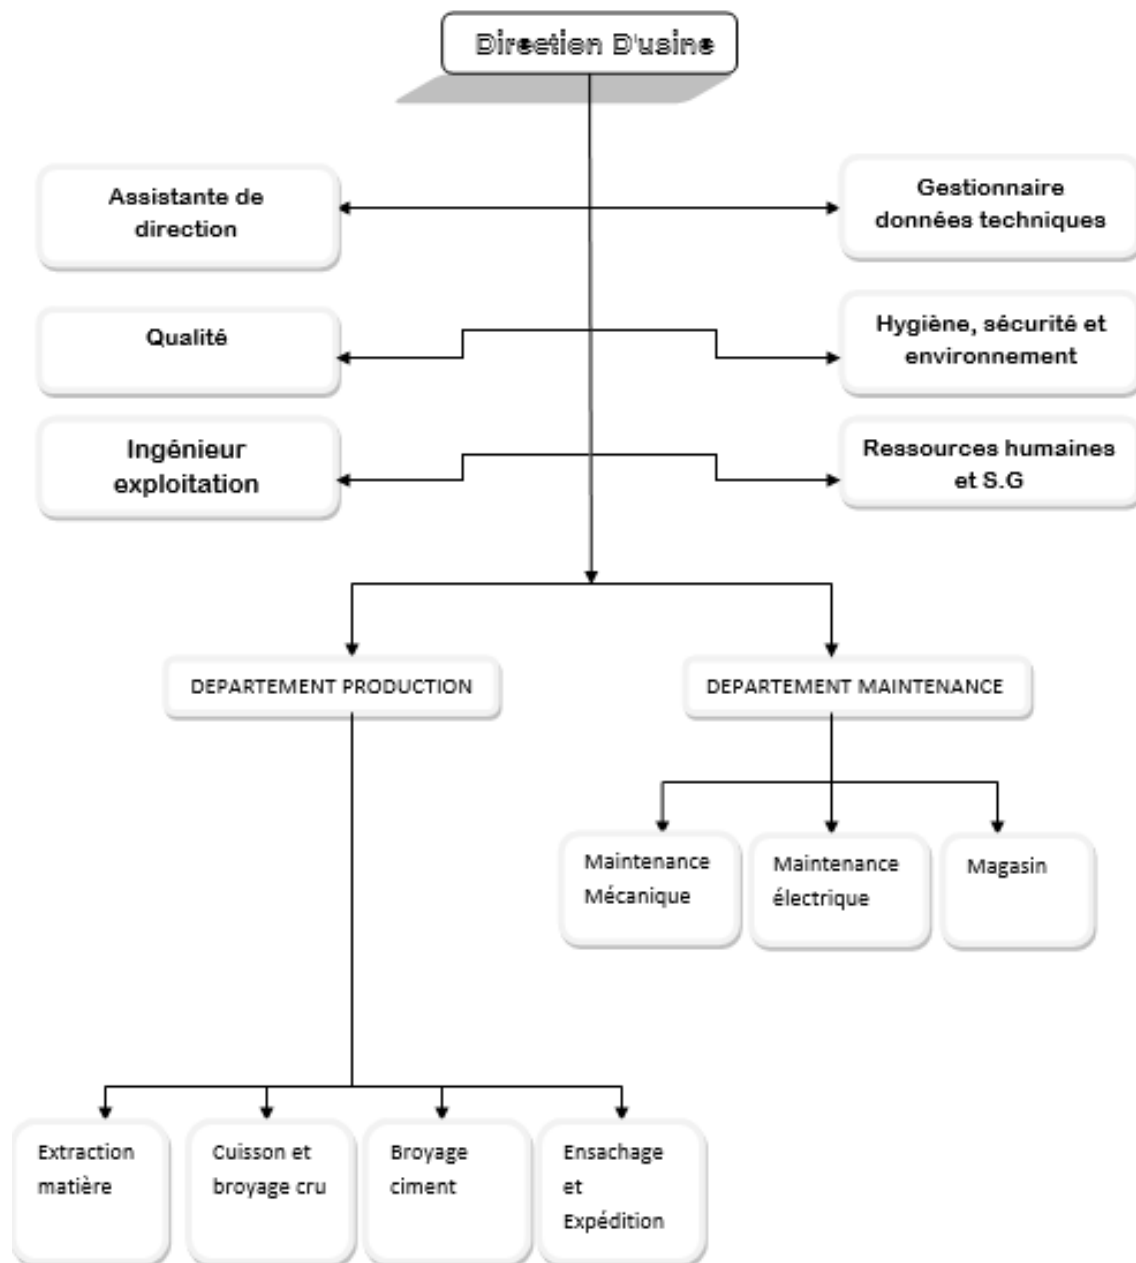 Direction D'usine
Assistante de
direction
Gestionnaire
données techniques
Qualité
Hygiène, sécurité et
environnement
Ingénieur
exploitation
Ressources humaines
et S.G
DEPARTEMENT PRODUCTION
DEPARTEMENT MAINTENANCE
Maintenance
Mécanique
Maintenance
électrique
Magasin
Extraction
matière
Cuisson et
broyage cru
Broyage
ciment
Ensachage
et
Expédition